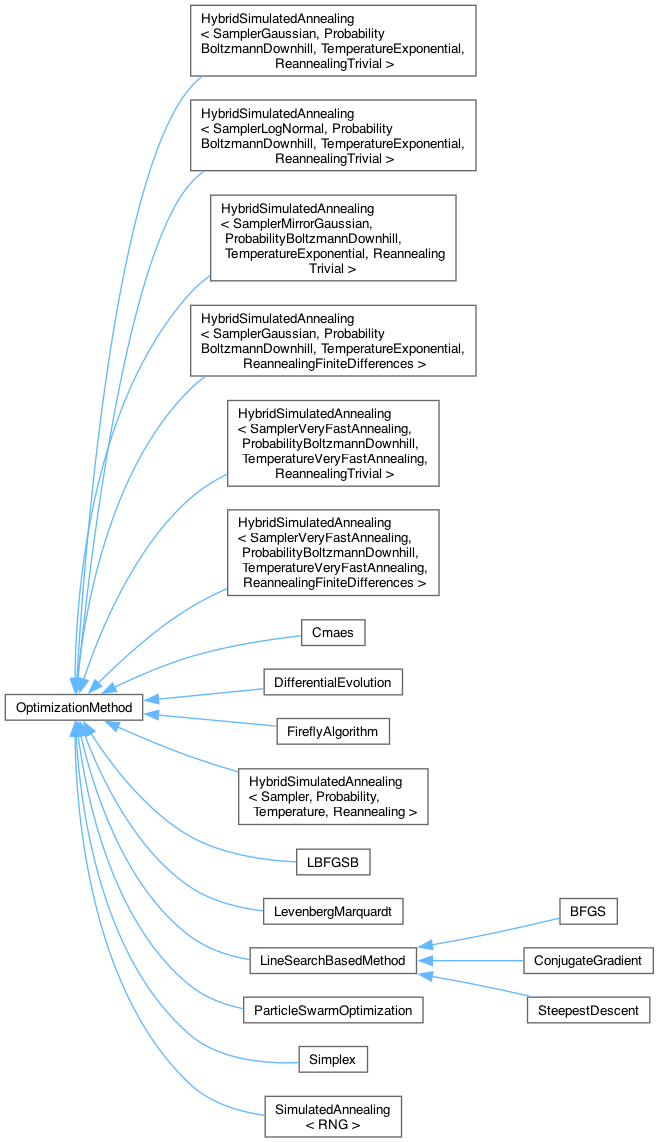 HybridSimulatedAnnealing
< SamplerGaussian, Probability
BoltzmannDownhill, TemperatureExponential,
ReannealingTrivial >
HybridSimulatedAnnealing
< SamplerLogNormal, Probability
BoltzmannDownhill, TemperatureExponential,
ReannealingTrivial >
HybridSimulatedAnnealing
< SamplerMirrorGaussian,
ProbabilityBoltzmannDownhill,
TemperatureExponential, Reannealing
Trivial >
HybridSimulatedAnnealing
< SamplerGaussian, Probability
BoltzmannDownhill, TemperatureExponential,
ReannealingFiniteDifferences >
HybridSimulatedAnnealing
< SamplerVeryFastAnnealing,
ProbabilityBoltzmannDownhill,
TemperatureVeryFastAnnealing,
ReannealingTrivial >
HybridSimulatedAnnealing
< SamplerVeryFastAnnealing,
ProbabilityBoltzmannDownhill,
TemperatureVeryFastAnnealing,
ReannealingFiniteDifferences >
Cmaes
DifferentialEvolution
OptimizationMethod
FireflyAlgorithm
HybridSimulatedAnnealing
< Sampler, Probability,
Temperature, Reannealing >
LBFGSB
LevenbergMarquardt
BFGS
LineSearchBasedMethod
ConjugateGradient
ParticleSwarmOptimization
SteepestDescent
Simplex
SimulatedAnnealing
< RNG >